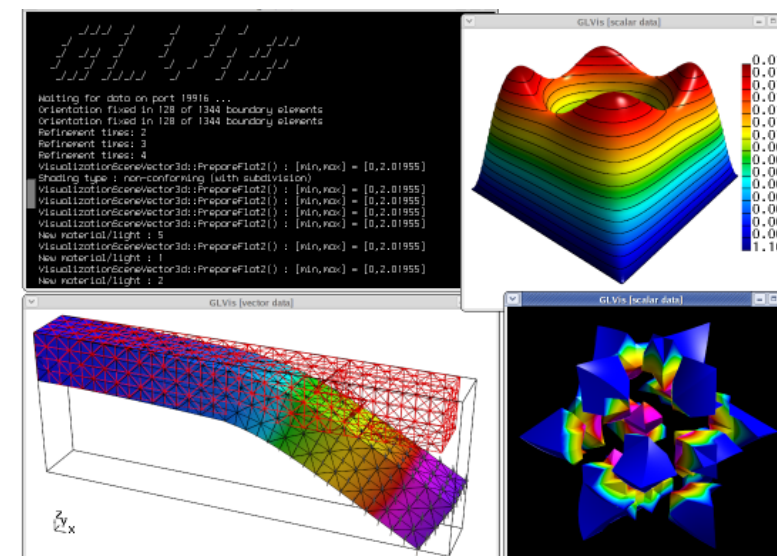 GLVis
Waiting for data on port 19916 ...
Orientation fixed in 128 of 1344 boundary elements
Orientation fixed in 128 of 1344 boundary elements
Refinement times: 2
Refinement times: 3
Refinement times: 4
VisualizationSceneVector3d::PrepareFlat2() : [min,max] = [0,2.01955]
Shading type : non-conforming (with subdivision)
VisualizationSceneVector3d::PrepareFlat2() : [min,max] = [0,2.01955]
VisualizationSceneVector3d::PrepareFlat2() : [min,max] = [0,2.01955]
VisualizationSceneVector3d::PrepareFlat2() : [min,max] = [0,2.01955]
VisualizationSceneVector3d::PrepareFlat2() : [min,max] = [0,2.01955]
New material/light : 5
VisualizationSceneVector3d::PrepareFlat2() : [min,max] = [0,2.01955]
New material/light : 1
VisualizationSceneVector3d::PrepareFlat2() : [min,max] = [0,2.01955]
New material/light : 2
GLVis [scalar data]
GLVis [vector data]
z
y
x
GLVis [scalar data]